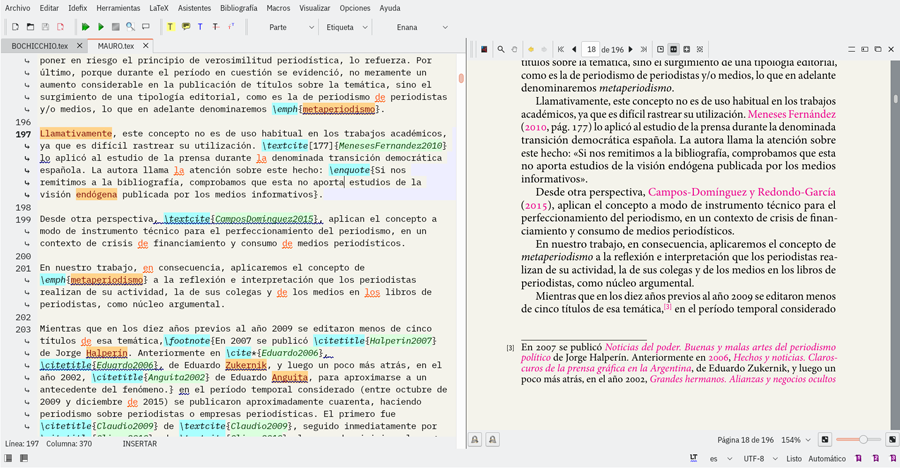 Archivo Editar Idefix Herramientas LaTeX Asistentes Bibliografía Macros Visualizar Opciones Ayuda
Parte Etiqueta Enana
BOCHICCHIO.tex MAURO.tex
18 de 196
poner en riesgo el principio de verosimilitud periodística, lo refuerza. Por
último, porque durante el período en cuestión se evidenció, no meramente un
aumento considerable en la publicación de títulos sobre la temática, sino el
surgimiento de una tipología editorial, como es la de periodismo de periodistas
y/o medios, lo que en adelante denominaremos \emph{metaperiodismo}.
196
197 Llamativamente, este concepto no es de uso habitual en los trabajos académicos,
ya que es difícil rastrear su utilización. \textcite[177]{MenesesFernandez2010}
lo aplicó al estudio de la prensa durante la denominada transición democrática
española. La autora llama la atención sobre este hecho: \enquote{Si nos
remitimos a la bibliografía, comprobamos que esta no aporta estudios de la
visión endógena publicada por los medios informativos}.
198
199 Desde otra perspectiva, \textcite{CamposDominguez2015}, aplican el concepto a
modo de instrumento técnico para el perfeccionamiento del periodismo, en un
contexto de crisis de financiamiento y consumo de medios periodísticos.
200
201 En nuestro trabajo, en consecuencia, aplicaremos el concepto de
\emph{metaperiodismo} a la reflexión e interpretación que los periodistas
realizan de su actividad, la de sus colegas y de los medios en los libros de
periodistas, como núcleo argumental.
202
203 Mientras que en los diez años previos al año 2009 se editaron menos de cinco
títulos de esa temática,\footnote{En 2007 se publicó \citetitle{Halperin2007}
de Jorge Halperín. Anteriormente en \cite*{Eduardo2006},
\citetitle{Eduardo2006}, de Eduardo Zukernik, y luego un poco más atrás, en el
año 2002, \citetitle{Anguita2002} de Eduardo Anguita, para aproximarse a un
antecedente del fenómeno.} en el período temporal considerado (entre octubre de
2009 y diciembre de 2015) se publicaron aproximadamente cuarenta, haciendo
periodismo sobre periodistas o empresas periodísticas. El primero fue
\citetitle{Claudio2009} de \textcite{Claudio2009}, seguido inmediatamente por
títulos sobre la temática, sino el surgimiento de una tipología editorial,
como es la de periodismo de periodistas y/o medios, lo que en adelante
denominaremos metaperiodismo.
Llamativamente, este concepto no es de uso habitual en los trabajos
académicos, ya que es difícil rastrear su utilización. Meneses Fernández
(2010, pág. 177) lo aplicó al estudio de la prensa durante la denominada
transición democrática española. La autora llama la atención sobre
este hecho: «Si nos remitimos a la bibliografía, comprobamos que esta
no aporta estudios de la visión endógena publicada por los medios
informativos».
Desde otra perspectiva, Campos-Domínguez y Redondo-García
(2015), aplican el concepto a modo de instrumento técnico para el
perfeccionamiento del periodismo, en un contexto de crisis de finan-
ciamiento y consumo de medios periodísticos.
En nuestro trabajo, en consecuencia, aplicaremos el concepto de
metaperiodismo a la reflexión e interpretación que los periodistas rea-
lizan de su actividad, la de sus colegas y de los medios en los libros de
periodistas, como núcleo argumental.
Mientras que en los diez años previos al año 2009 se editaron menos
de cinco títulos de esa temática,[3] en el período temporal considerado
[3] En 2007 se publicó Noticias del poder. Buenas y malas artes del periodismo
político de Jorge Halperín. Anteriormente en 2006, Hechos y noticias. Claros-
curos de la prensa gráfica en la Argentina, de Eduardo Zukernik, y luego un
poco más atrás, en el año 2002, Grandes hermanos. Alianzas y negocios ocultos
Línea: 197 Columna: 370 INSERTAR
Página 18 de 196 154%
LT es UTF-8 Listo Automático